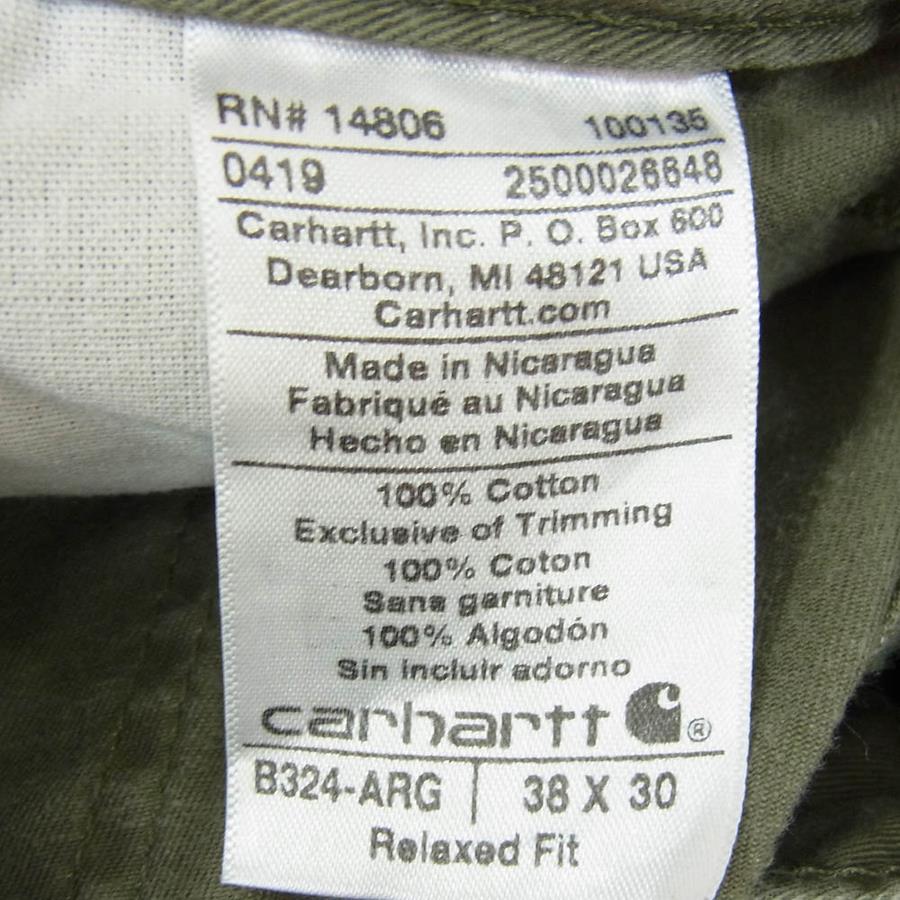 RN# 14806 100135
0419 2500026648
Carhartt, Inc. P. O. Box 600
Dearborn, MI 48121 USA
Carhartt.com
Made in Nicaragua
Fabriqué au Nicaragua
Hecho en Nicaragua
100% Cotton
Exclusive of Trimming
100% Coton
Sans garniture
100% Algodón
Sin incluir adorno
carhartt ®
B324-ARG | 38 X 30
Relaxed Fit